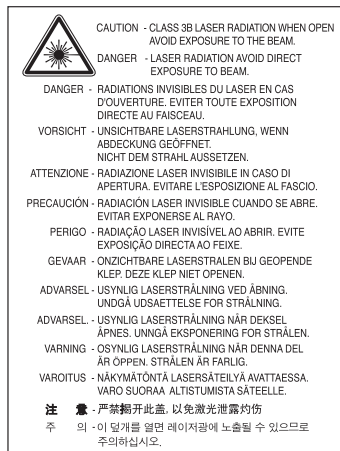 CAUTION - CLASS 3B LASER RADIATION WHEN OPEN
AVOID EXPOSURE TO THE BEAM.
DANGER - LASER RADIATION AVOID DIRECT
EXPOSURE TO BEAM.
DANGER - RADIATIONS INVISIBLES DU LASER EN CAS
D'OUVERTURE. EVITER TOUTE EXPOSITION
DIRECTE AU FAISCEAU.
VORSICHT - UNSICHTBARE LASERSTRAHLUNG, WENN
ABDECKUNG GEÖFFNET.
NICHT DEM STRAHL AUSSETZEN.
ATTENZIONE - RADIAZIONE LASER INVISIBILE IN CASO DI
APERTURA. EVITARE L'ESPOSIZIONE AL FASCIO.
PRECAUCIÓN - RADIACIÓN LASER INVISIBLE CUANDO SE ABRE.
EVITAR EXPONERSE AL RAYO.
PERIGO - RADIAÇÃO LASER INVISÍVEL AO ABRIR. EVITE
EXPOSIÇÃO DIRECTA AO FEIXE.
GEVAAR - ONZICHTBARE LASERSTRALEN BIJ GEOPENDE
KLEP. DEZE KLEP NIET OPENEN.
ADVARSEL - USYNLIG LASERSTRÅLNING VED ÅBNING.
UNDGÅ UDSAETTELSE FOR STRÅLNING.
ADVARSEL. - USYNLIG LASERSTRÅLNING NÅR DEKSEL
ÅPNES. UNNGÅ EKSPONERING FOR STRÅLEN.
VARNING - OSYNLIG LASERSTRÅLNING NÄR DENNA DEL
ÄR ÖPPEN. STRÅLEN ÄR FARLIG.
VAROITUS - NÄKYMÄTÖNTÄ LASERSÄTEILYÄ AVATTAESSA.
VARO SUORAA ALTISTUMISTA SÄTEELLE.
注 意 - 严禁揭开此盖, 以免激光泄露灼伤
주 의 - 이 덮개를 열면 레이저광에 노출될 수 있으므로
주의하십시오.